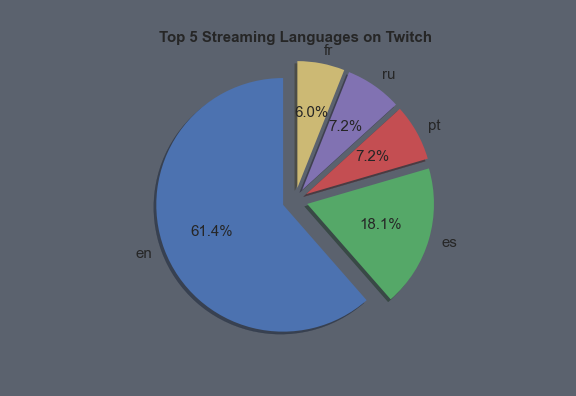 Top 5 Streaming Languages on Twitch
fr
ru
6.0%
7.2%
pt
7.2%
18.1%
61.4%
es
en